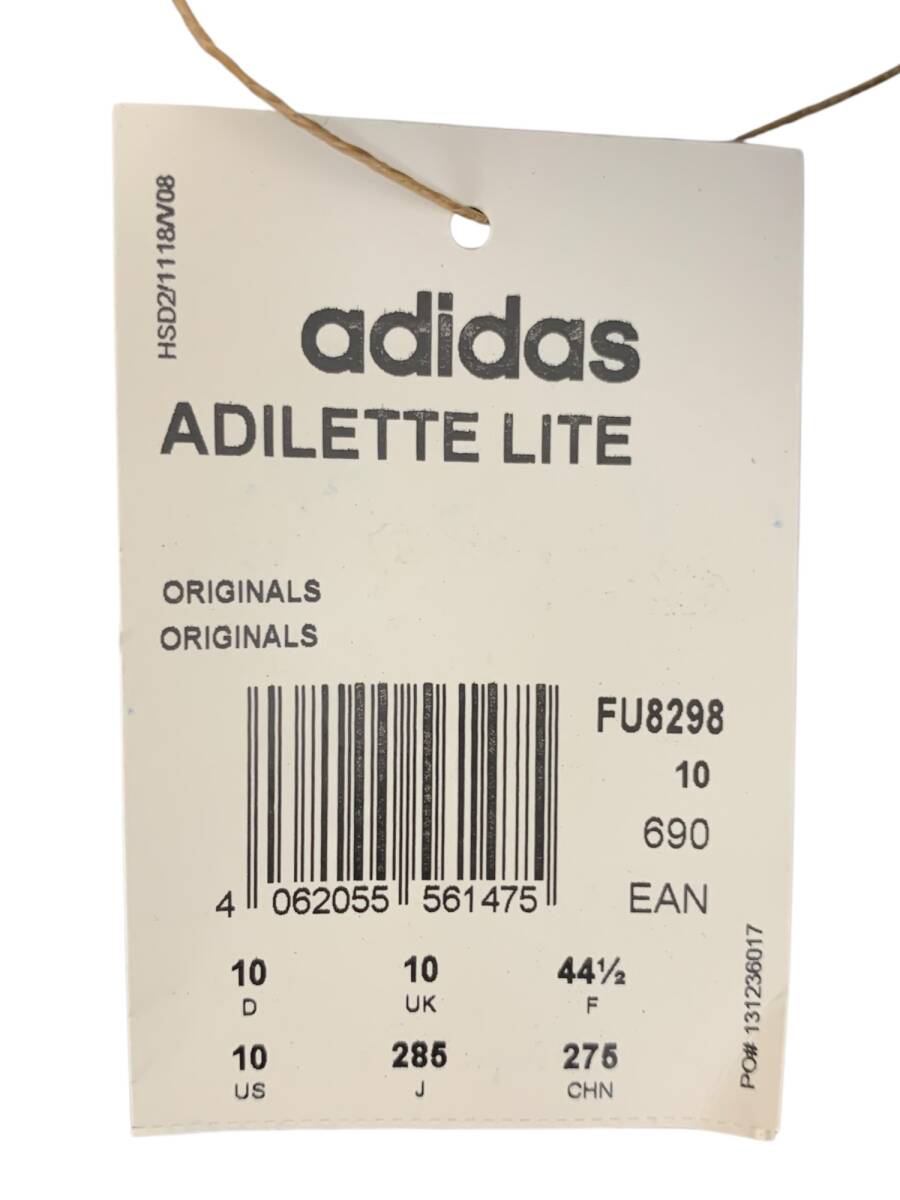 HSD2/1118/V08
adidas
ADILETTE LITE
ORIGINALS
ORIGINALS
FU8298
10
690
EAN
4 062055 561475
10 10 44½
D UK F
10 285 275
US J CHN
PO# 131236017